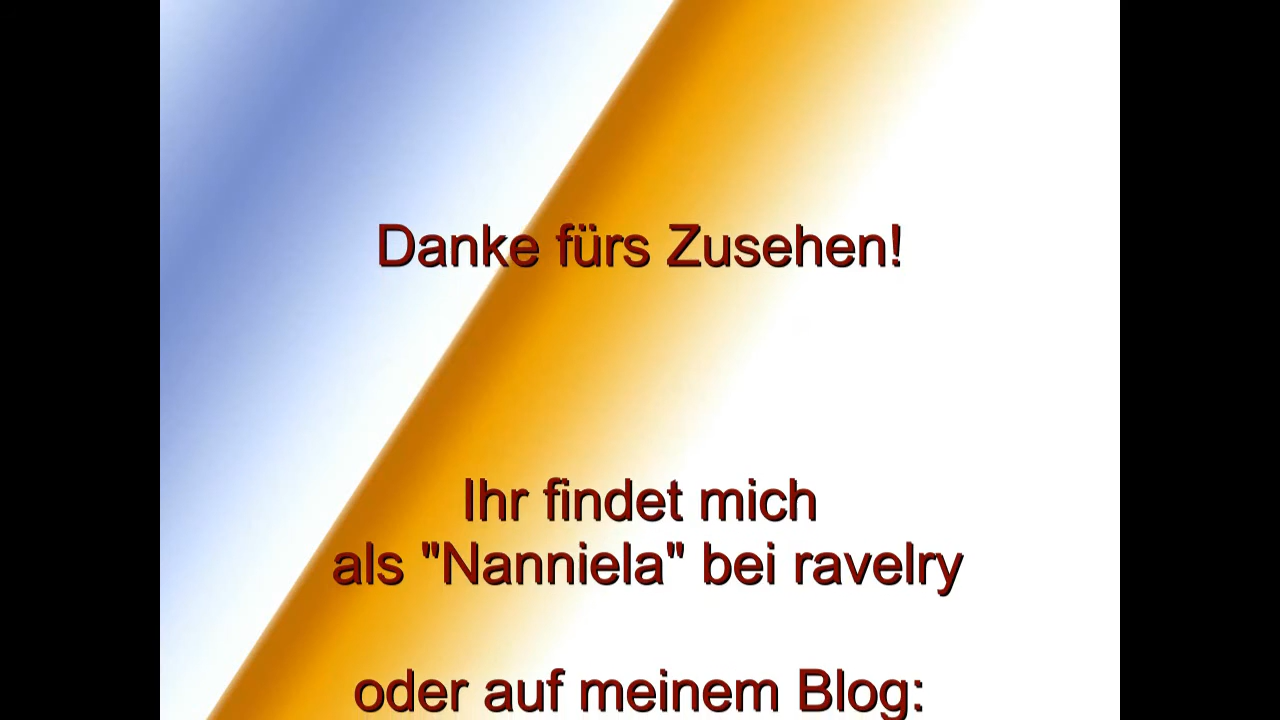 Danke fürs Zusehen!
Ihr findet mich
als "Nanniela" bei ravelry
oder auf meinem Blog: